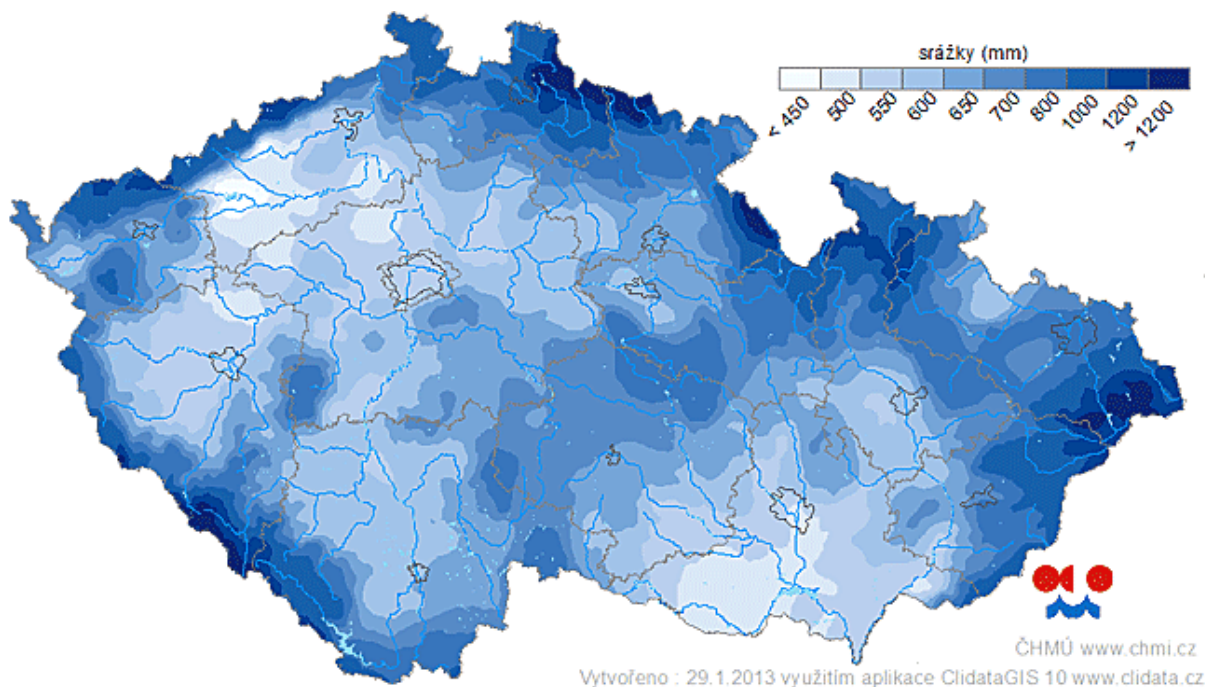 srážky (mm)
< 450 500 550 600 650 700 800 1000 1200 > 1200
ČHMÚ www.chmi.cz
Vytvořeno : 29.1.2013 využitím aplikace ClidataGIS 10 www.clidata.cz